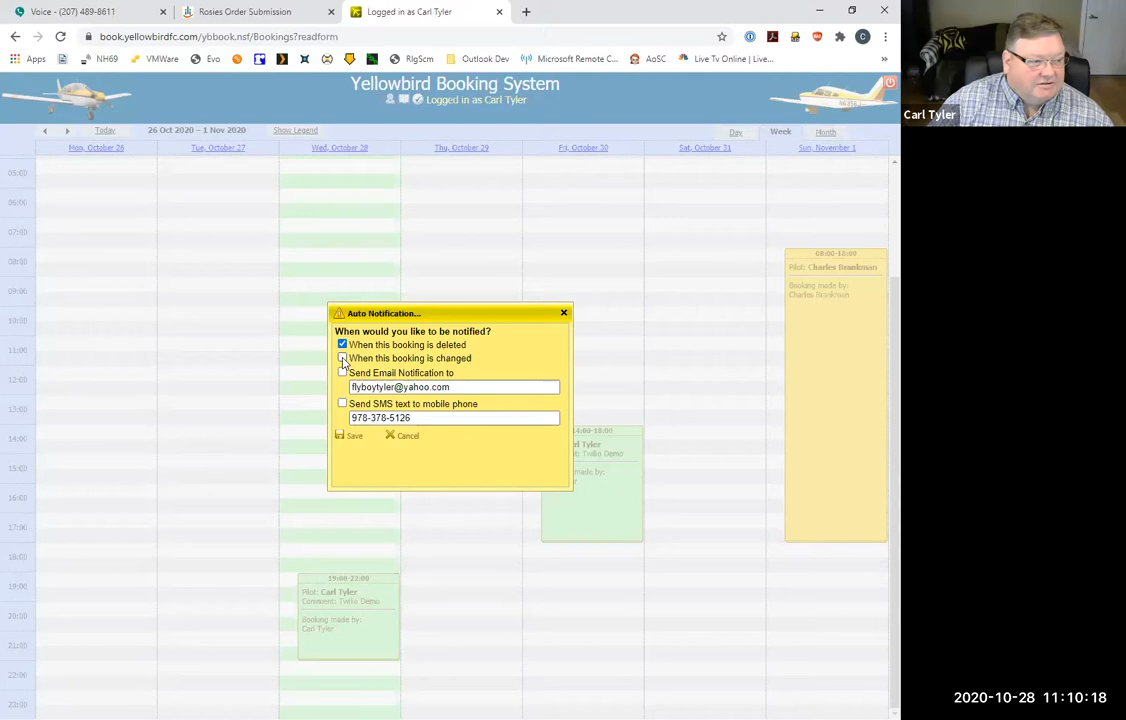 Voice - (207) 489-8611
Rosies Order Submission
Logged in as Carl Tyler
book.yellowbirdfc.com/ybbook.nsf/Bookings?readform
Apps
NH69
VMWare
Evo
RIgScm
Outlook Dev
Microsoft Remote C...
AoSC
Live Tv Online | Live...
Yellowbird Booking System
Logged in as Carl Tyler
Carl Tyler
Today
26 Oct 2020 – 1 Nov 2020
Show Legend
Day
Week
Month
Mon, October 26
Tue, October 27
Wed, October 28
Thu, October 29
Fri, October 30
Sat, October 31
Sun, November 1
05:00
06:00
07:00
08:00
09:00
10:00
11:00
12:00
13:00
14:00
15:00
16:00
17:00
18:00
19:00
20:00
21:00
22:00
23:00
08:00-18:00
Pilot: Charles Brankman
Booking made by:
Charles Brankman
Auto Notification...
When would you like to be notified?
When this booking is deleted
When this booking is changed
Send Email Notification to
flyboytyler@yahoo.com
Send SMS text to mobile phone
978-378-5126
Save
Cancel
14:00-18:00
rl Tyler
t: Twilio Demo
made by:
r
19:00-22:00
Pilot: Carl Tyler
Comment: Twilio Demo
Booking made by:
Carl Tyler
2020-10-28 11:10:18